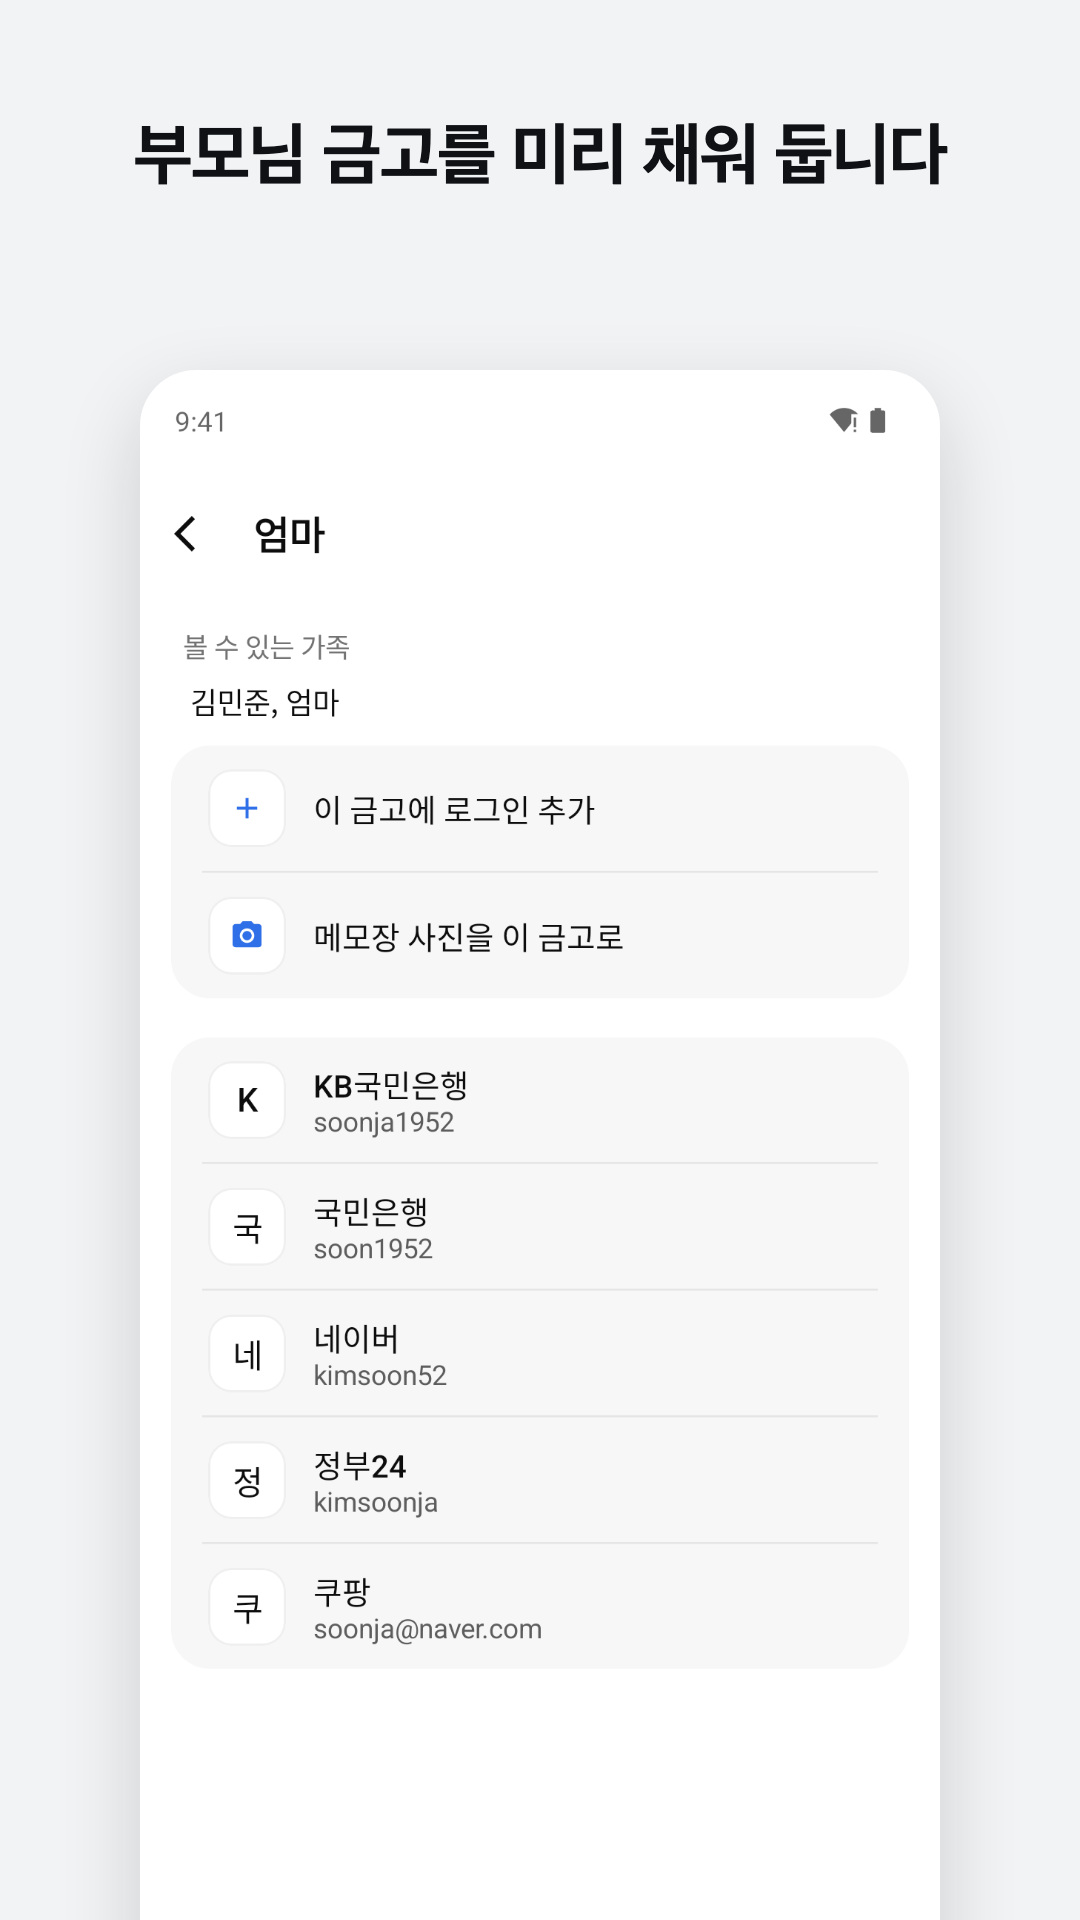 부모님 금고를 미리 채워 둡니다
9:41
엄마
볼 수 있는 가족
김민준, 엄마
이 금고에 로그인 추가
메모장 사진을 이 금고로
K
KB국민은행
soonja1952
국
국민은행
soon1952
네
네이버
kimsoon52
정
정부24
kimsoonja
쿠
쿠팡
soonja@naver.com